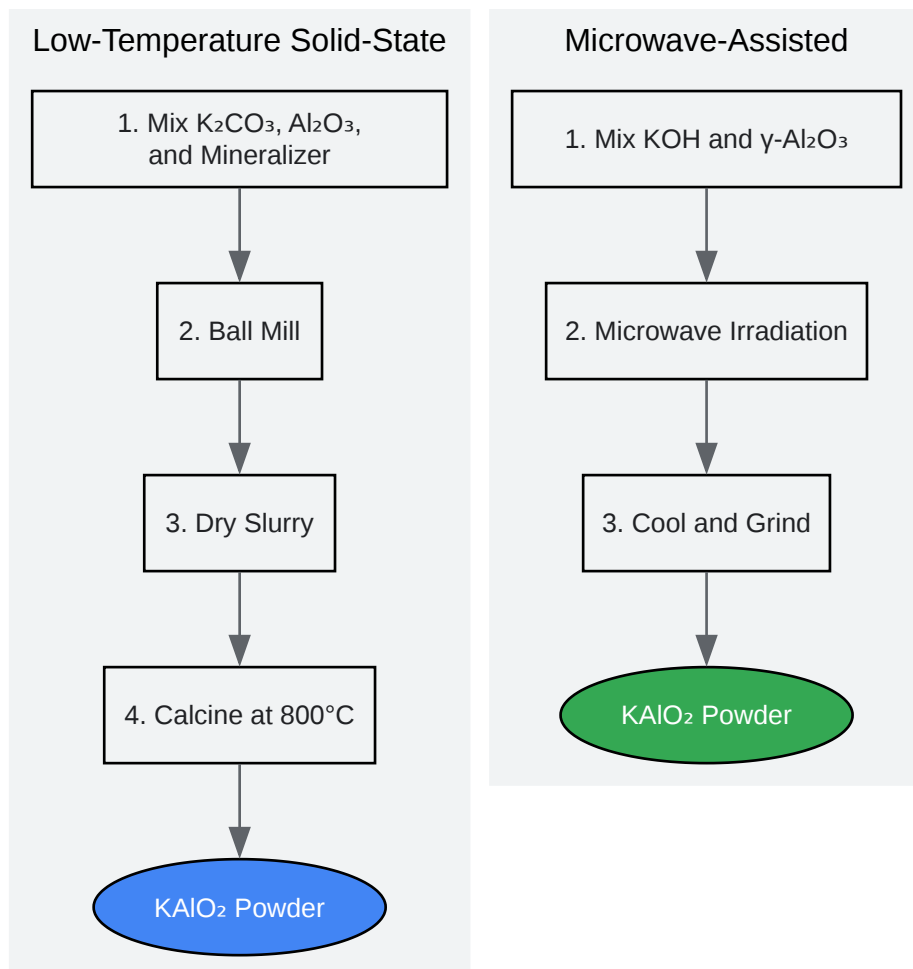 Low-Temperature Solid-State
1. Mix K₂CO₃, Al₂O₃,
and Mineralizer
2. Ball Mill
3. Dry Slurry
4. Calcine at 800°C
KAlO₂ Powder
Microwave-Assisted
1. Mix KOH and γ-Al₂O₃
2. Microwave Irradiation
3. Cool and Grind
KAlO₂ Powder